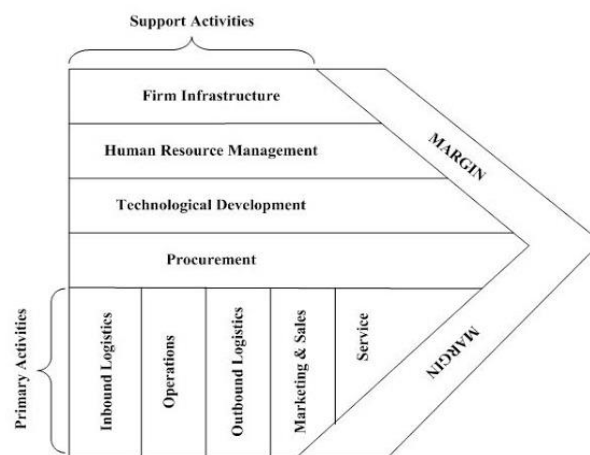 Support Activities
Firm Infrastructure
MARGIN
Human Resource Management
Technological Development
Procurement
Primary Activities
Inbound Logistics
Operations
Outbound Logistics
Marketing & Sales
Service
MARGIN